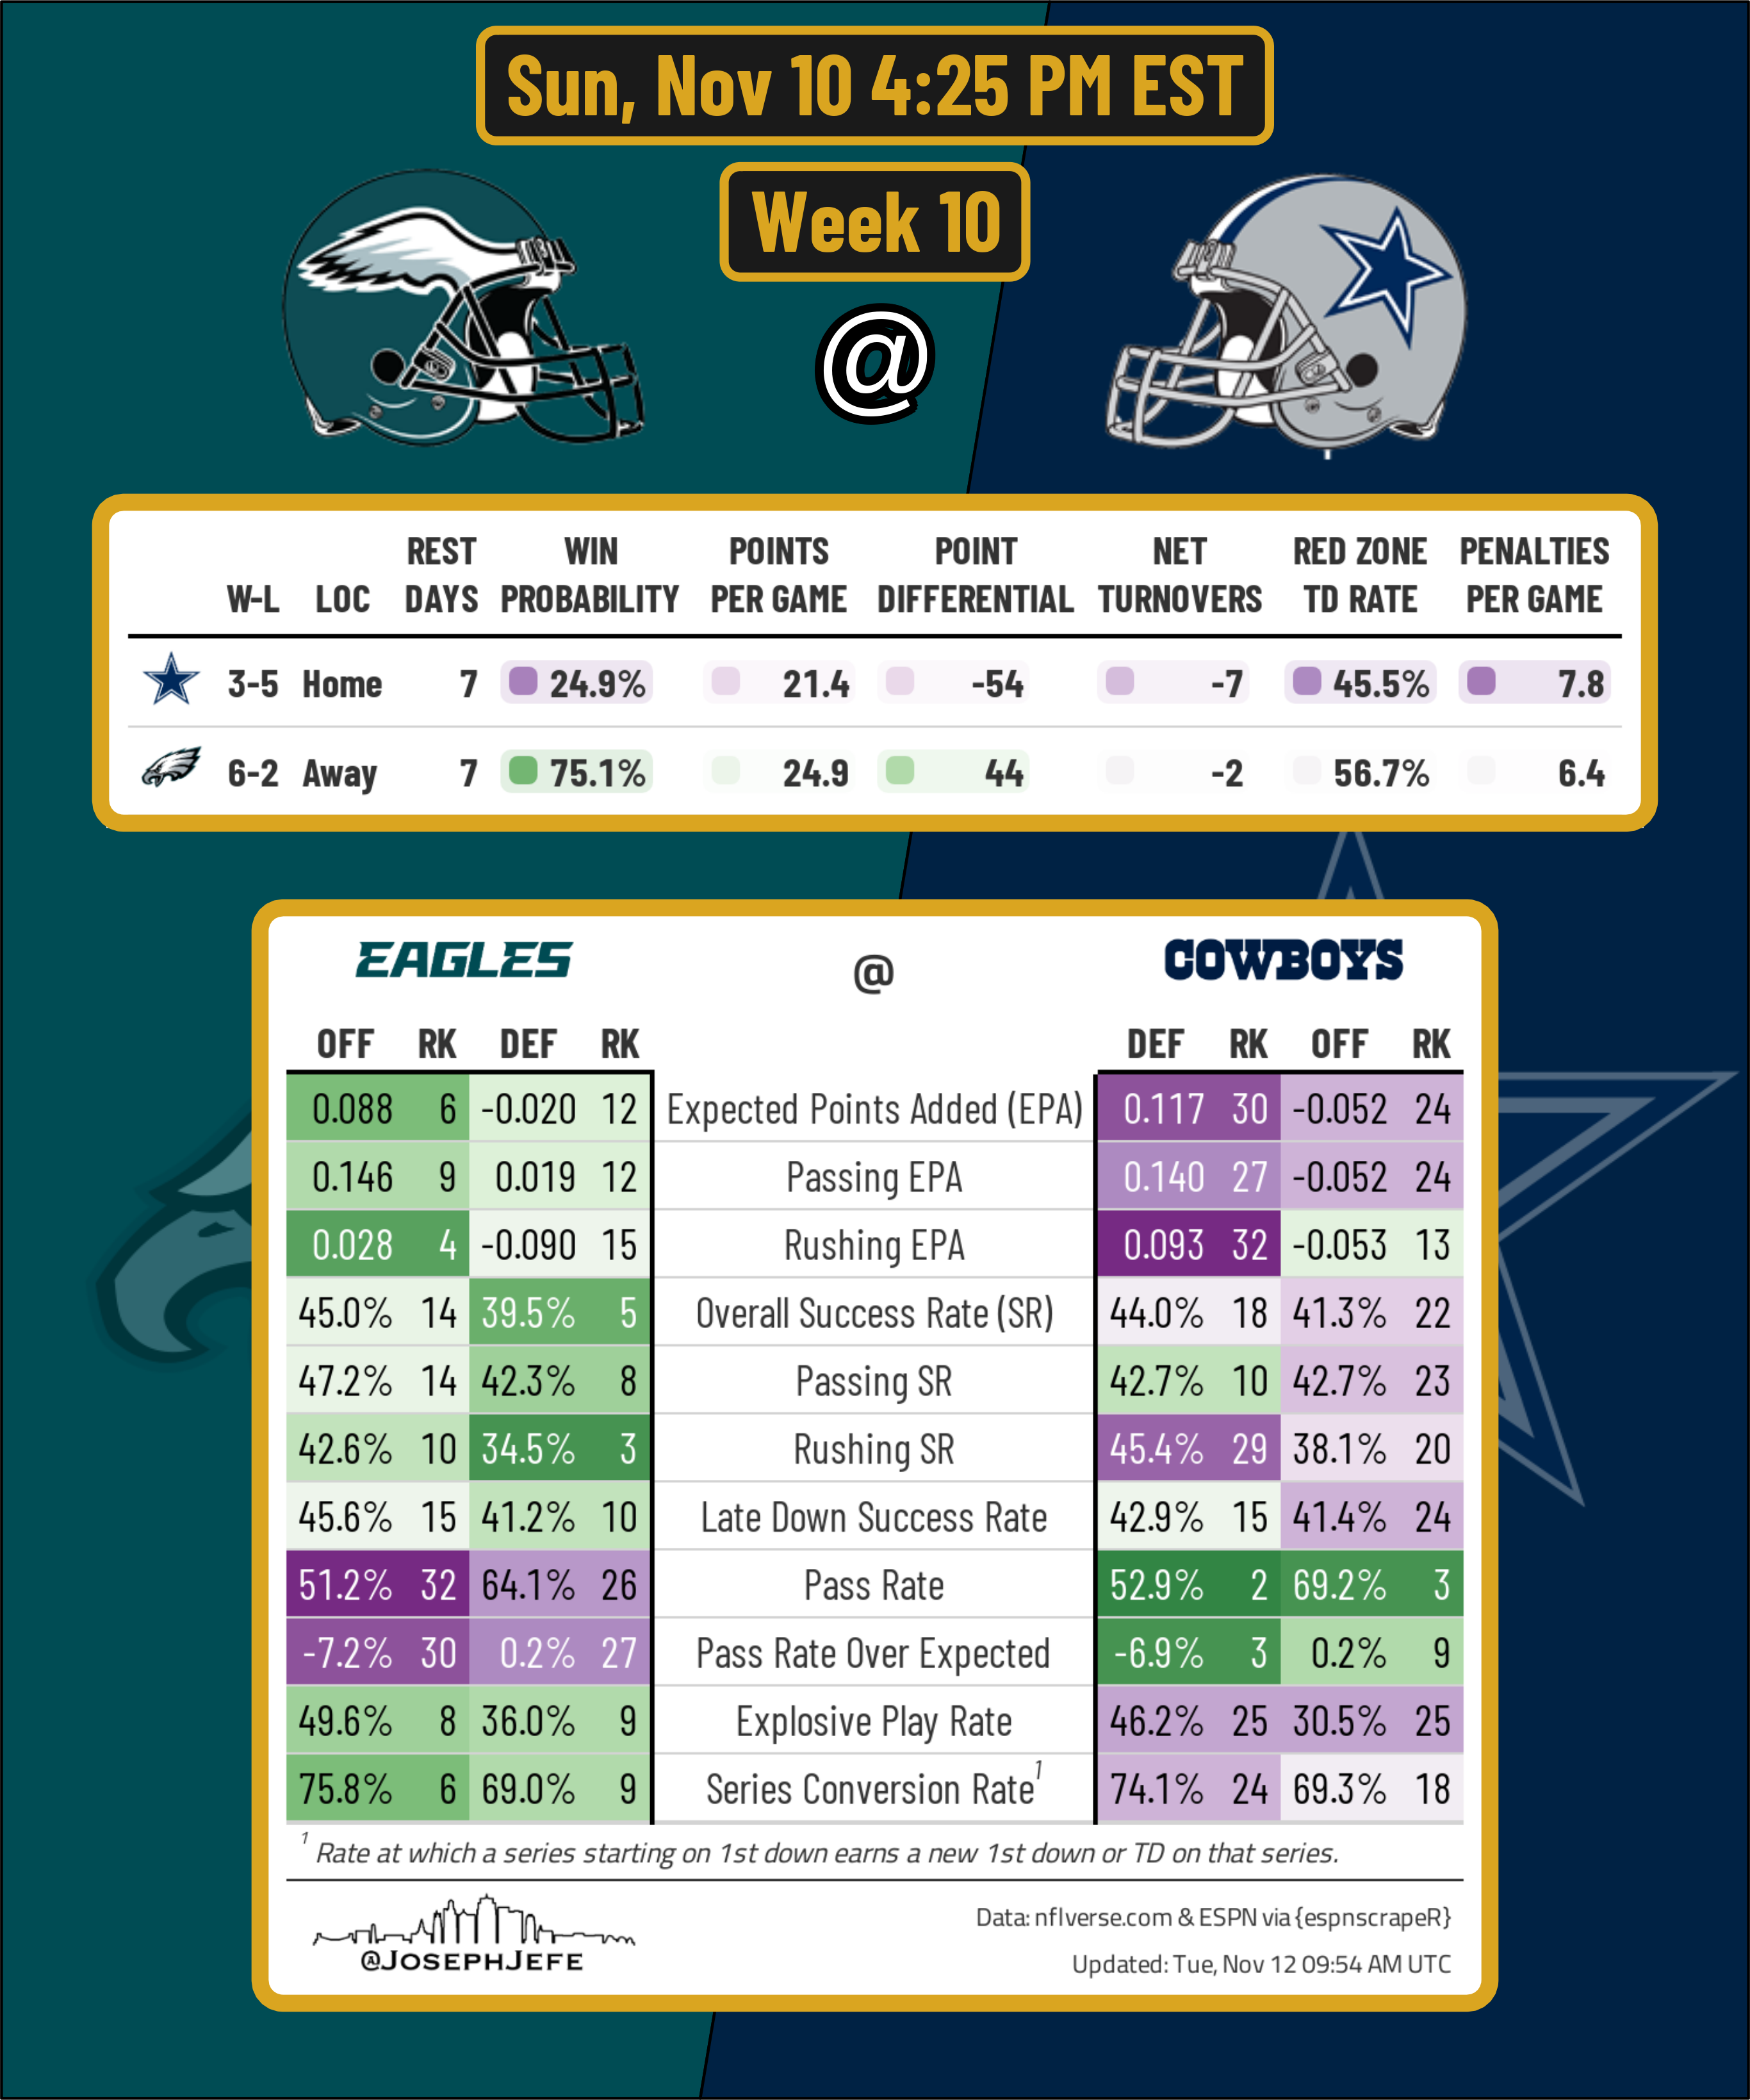 Sun, Nov 10 4:25 PM EST
Week 10
@
REST WIN POINTS POINT NET RED ZONE PENALTIES
W-L LOC DAYS PROBABILITY PER GAME DIFFERENTIAL TURNOVERS TD RATE PER GAME
3-5 Home 7 24.9% 21.4 -54 -7 45.5% 7.8
6-2 Away 7 75.1% 24.9 44 -2 56.7% 6.4
EAGLES @ COWBOYS
OFF RK DEF RK DEF RK OFF RK
0.088 6 -0.020 12 Expected Points Added (EPA) 0.117 30 -0.052 24
0.146 9 0.019 12 Passing EPA 0.140 27 -0.052 24
0.028 4 -0.090 15 Rushing EPA 0.093 32 -0.053 13
45.0% 14 39.5% 5 Overall Success Rate (SR) 44.0% 18 41.3% 22
47.2% 14 42.3% 8 Passing SR 42.7% 10 42.7% 23
42.6% 10 34.5% 3 Rushing SR 45.4% 29 38.1% 20
45.6% 15 41.2% 10 Late Down Success Rate 42.9% 15 41.4% 24
51.2% 32 64.1% 26 Pass Rate 52.9% 2 69.2% 3
-7.2% 30 0.2% 27 Pass Rate Over Expected -6.9% 3 0.2% 9
49.6% 8 36.0% 9 Explosive Play Rate 46.2% 25 30.5% 25
75.8% 6 69.0% 9 Series Conversion Rate¹ 74.1% 24 69.3% 18
¹ Rate at which a series starting on 1st down earns a new 1st down or TD on that series.
@JOSEPHJEFE
Data: nflverse.com & ESPN via {espnscrapeR}
Updated: Tue, Nov 12 09:54 AM UTC